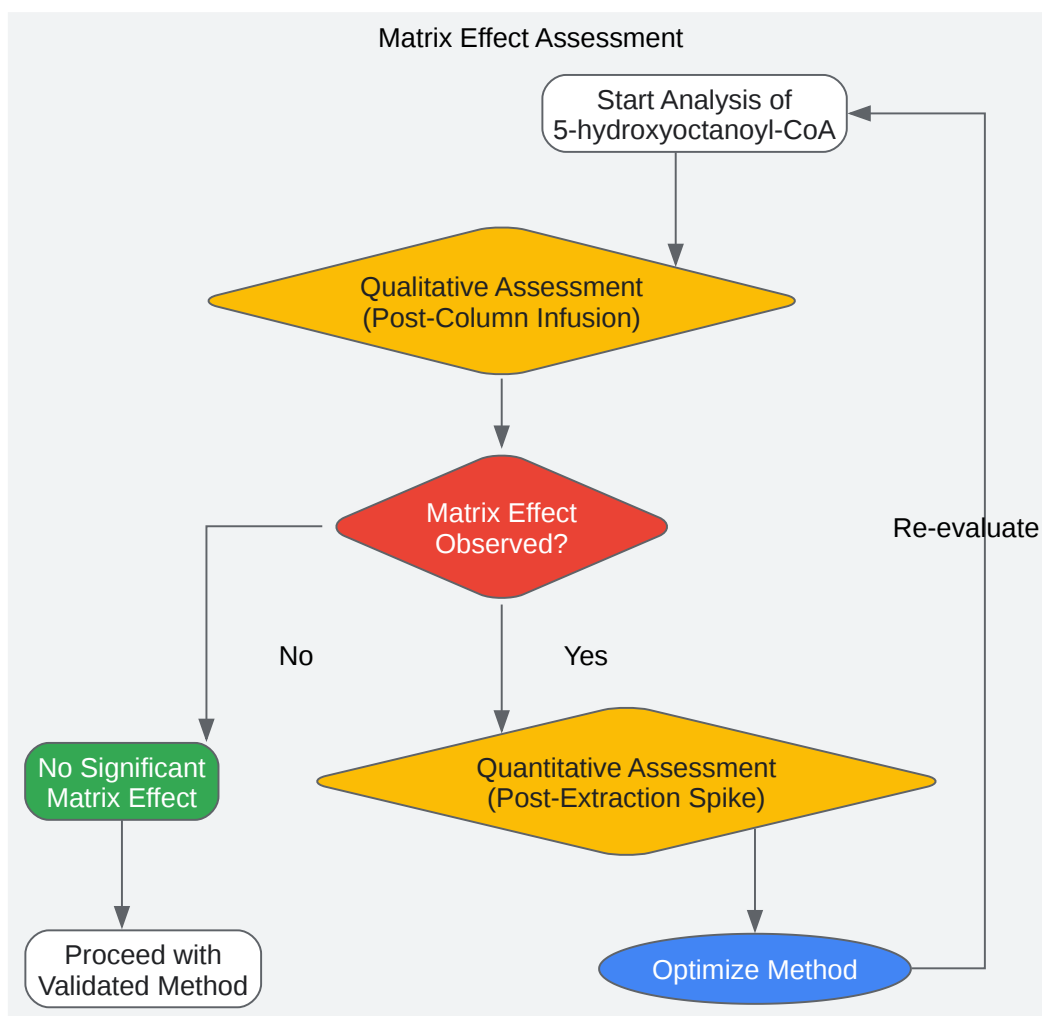 Matrix Effect Assessment
Start Analysis of
5-hydroxyoctanoyl-CoA
Qualitative Assessment
(Post-Column Infusion)
Matrix Effect
Observed?
Re-evaluate
No
Yes
No Significant
Matrix Effect
Quantitative Assessment
(Post-Extraction Spike)
Proceed with
Validated Method
Optimize Method